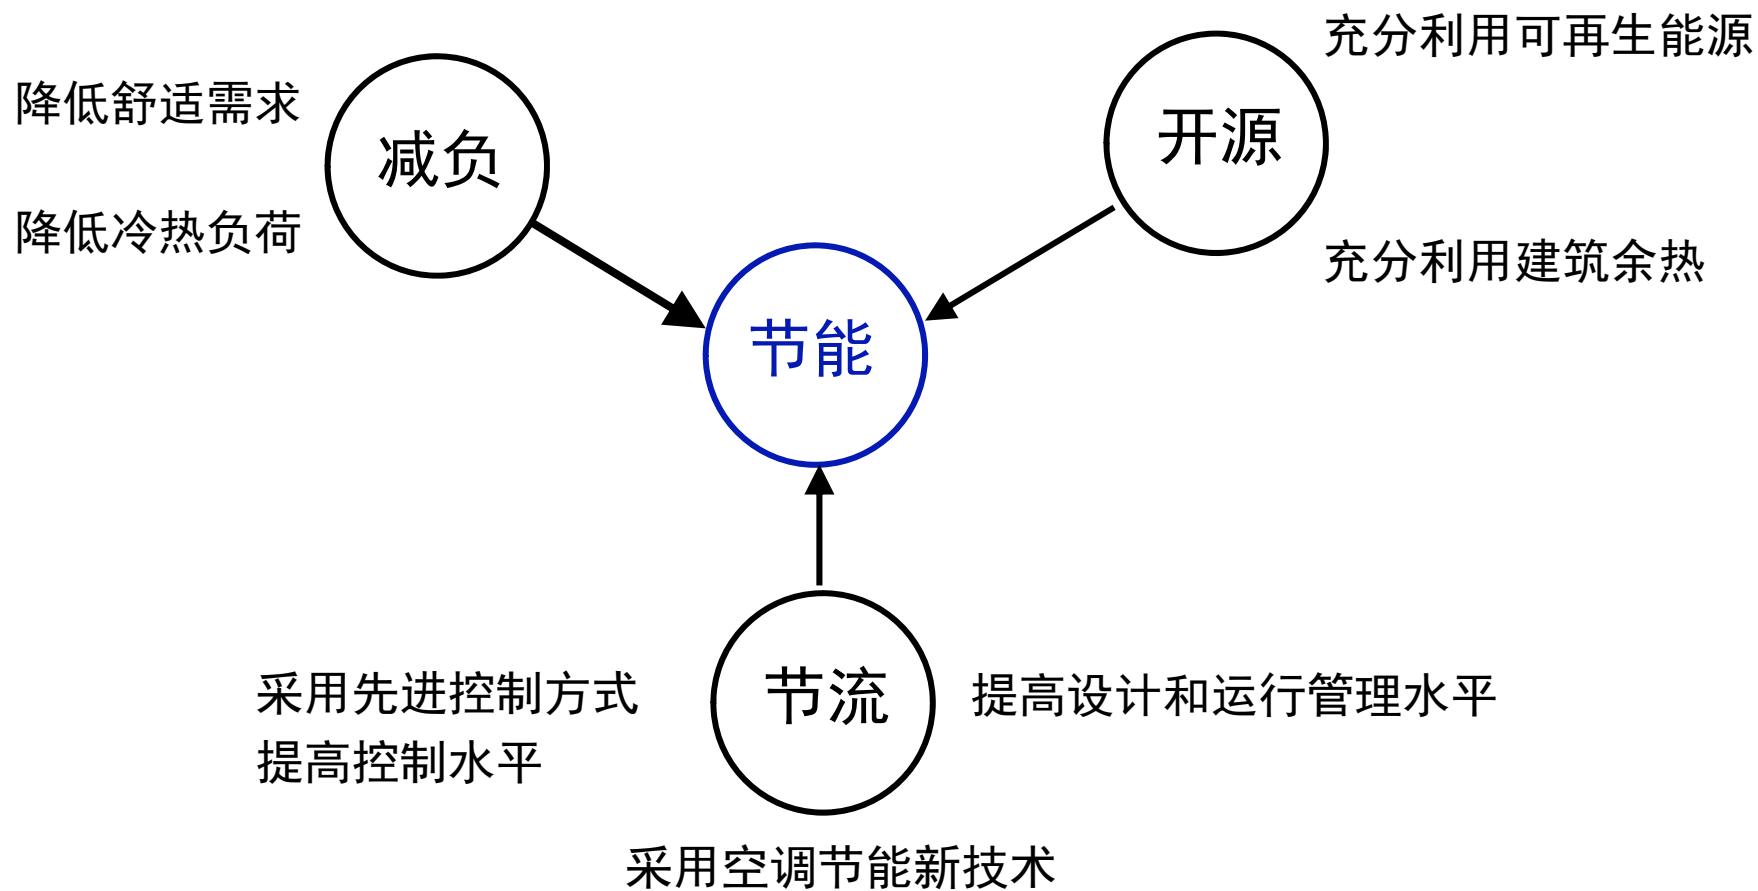 降低舒适需求
降低冷热负荷
减负
开源
充分利用可再生能源
充分利用建筑余热
节能
采用先进控制方式
提高控制水平
节流
提高设计和运行管理水平
采用空调节能新技术